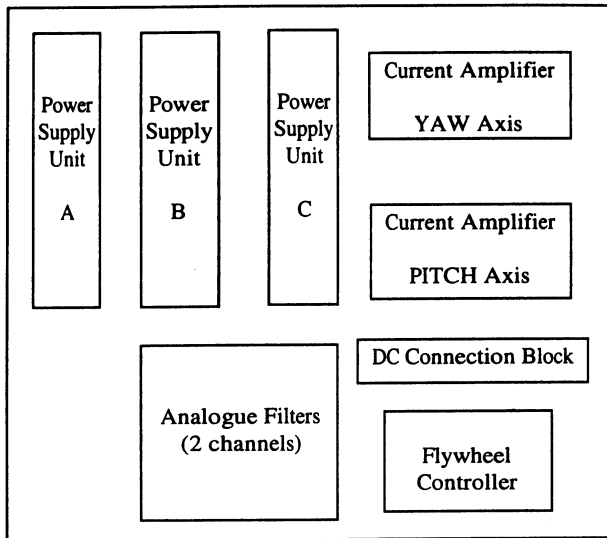 Power
Supply
Unit
A
Power
Supply
Unit
B
Power
Supply
Unit
C
Current Amplifier
YAW Axis
Current Amplifier
PITCH Axis
DC Connection Block
Analogue Filters
(2 channels)
Flywheel
Controller